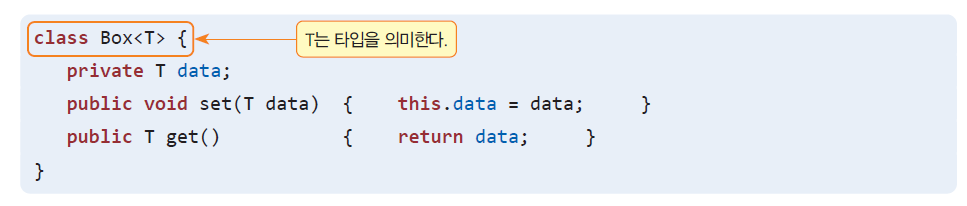 class Box<T> {
T는 타입을 의미한다.
private T data;
public void set(T data) { this.data = data; }
public T get() { return data; }
}